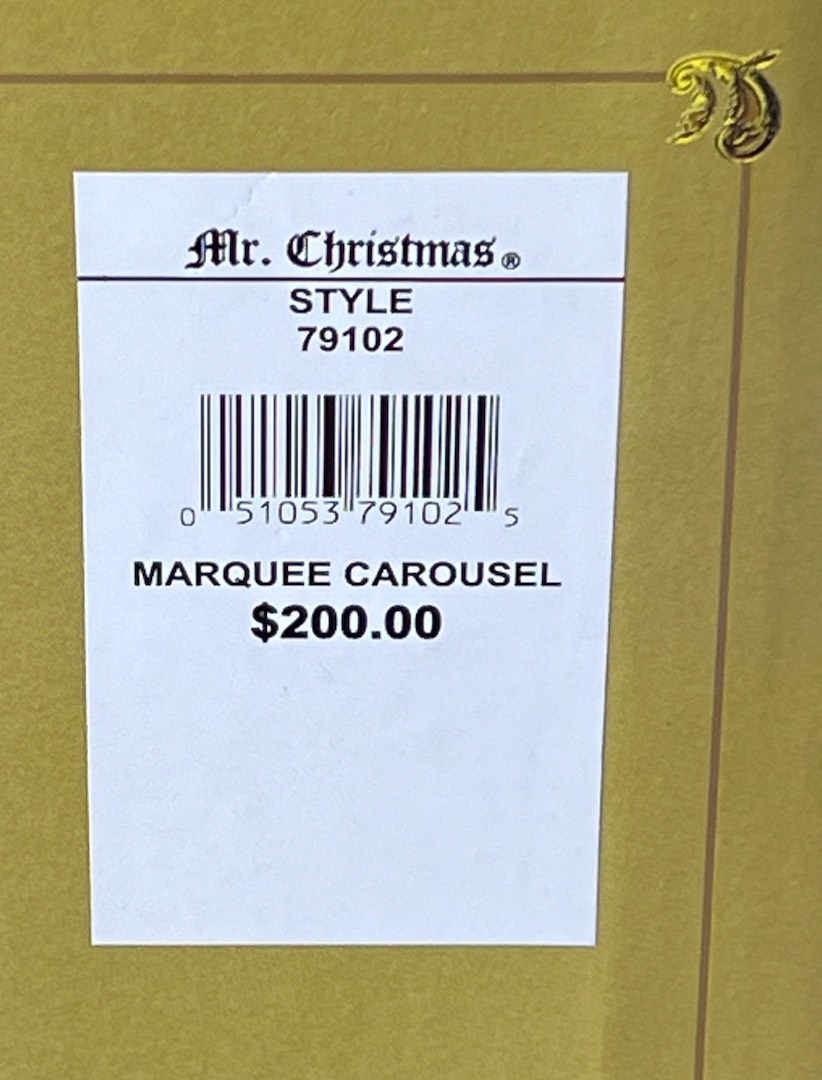 Mr. Christmas®
STYLE
79102
0 51053 79102 5
MARQUEE CAROUSEL
$200.00